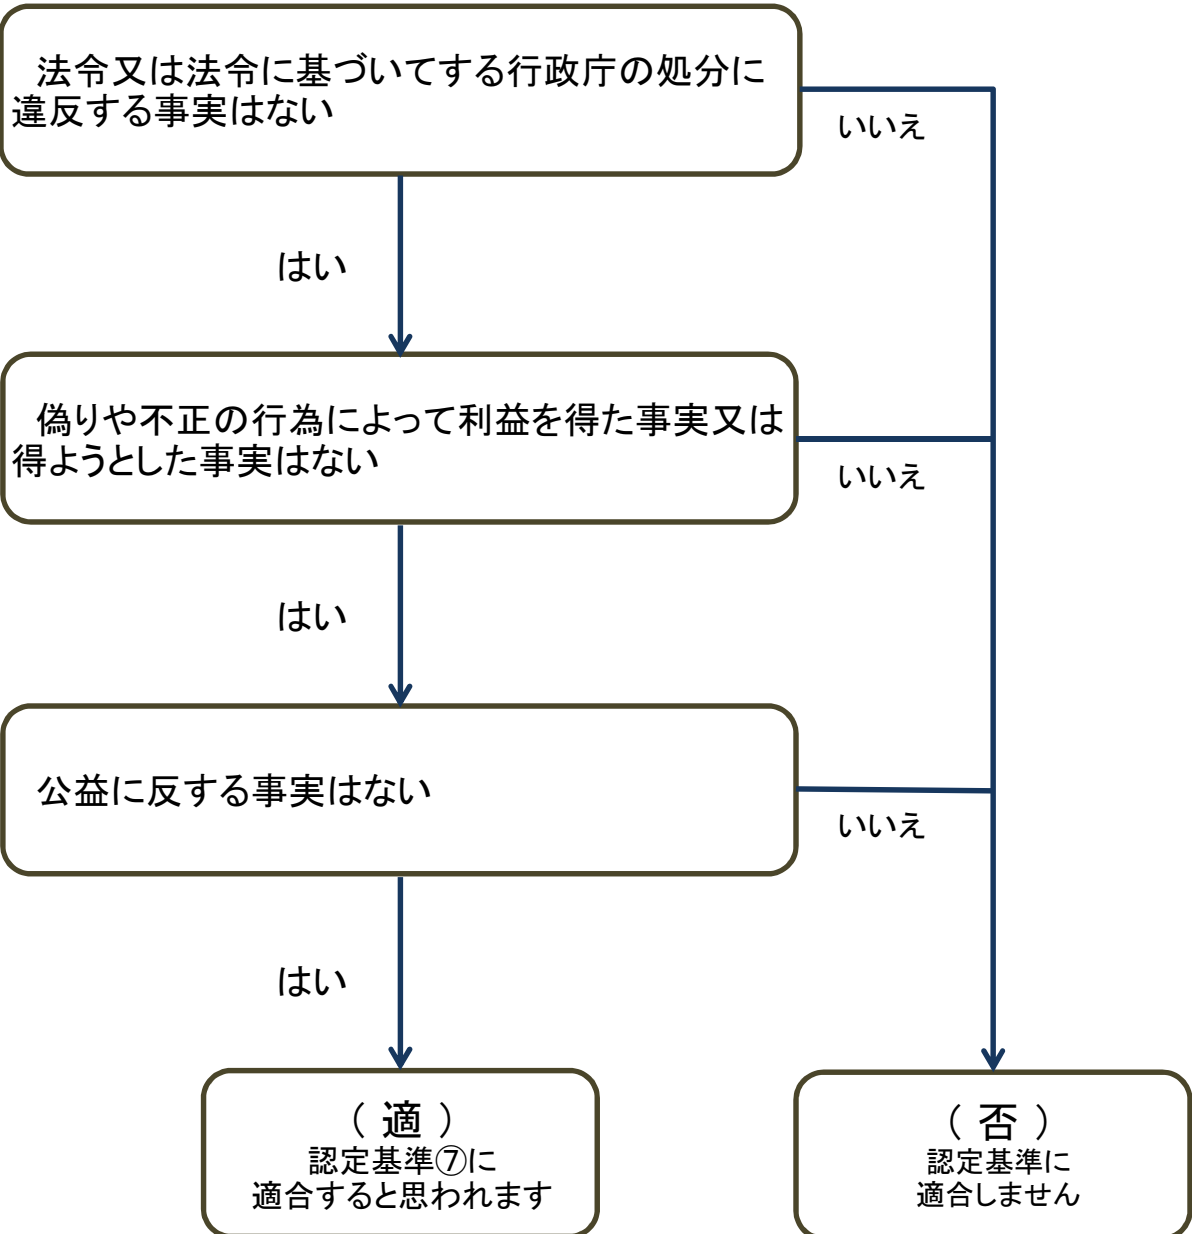 法令又は法令に基づいてする行政庁の処分に
違反する事実はない
いいえ
はい
偽りや不正の行為によって利益を得た事実又は
得ようとした事実はない
いいえ
はい
公益に反する事実はない
いいえ
はい
（ 適 ）
認定基準⑦に
適合すると思われます
（ 否 ）
認定基準に
適合しません